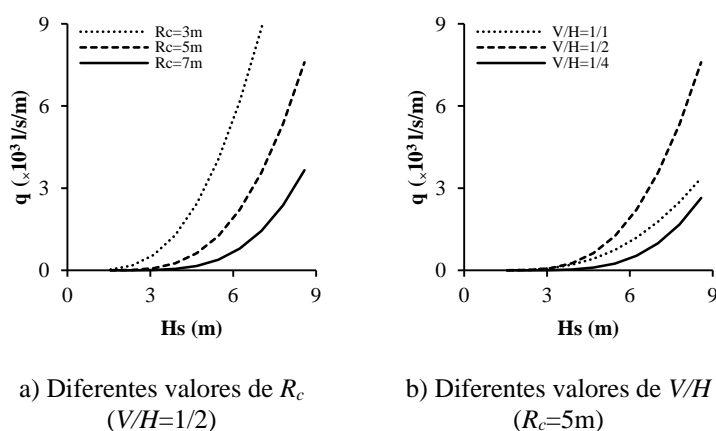 9
6
3
0
q (×10³ l/s/m)
Rc=3m
Rc=5m
Rc=7m
0 3 6 9
Hs (m)
a) Diferentes valores de Rc
(V/H=1/2)
9
6
3
0
q (×10³ l/s/m)
V/H=1/1
V/H=1/2
V/H=1/4
0 3 6 9
Hs (m)
b) Diferentes valores de V/H
(Rc=5m)